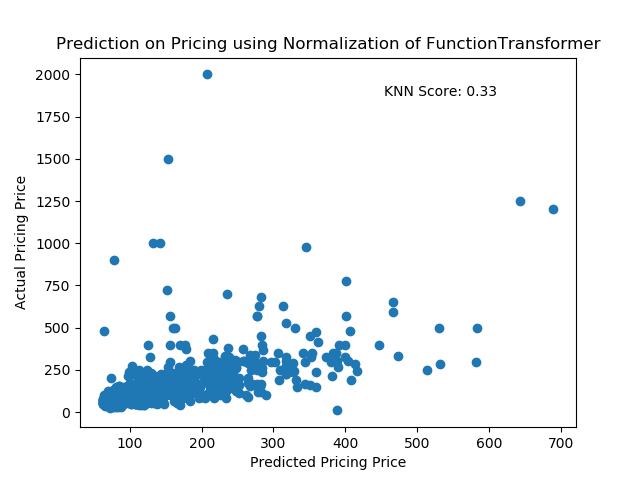 Prediction on Pricing using Normalization of FunctionTransformer
KNN Score: 0.33
2000
1750
1500
1250
1000
750
500
250
0
Actual Pricing Price
100 200 300 400 500 600 700
Predicted Pricing Price